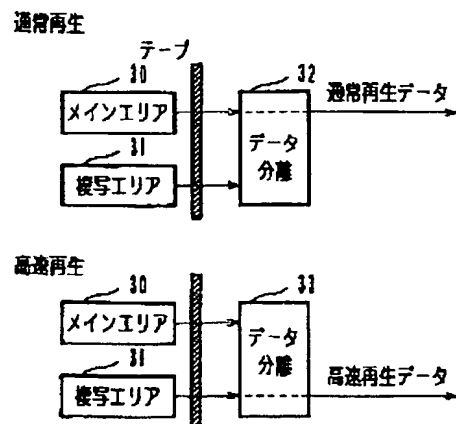 通常再生
テープ
30
メインエリア
31
複写エリア
32
データ
分離
通常再生データ
高速再生
30
メインエリア
31
複写エリア
33
データ
分離
高速再生データ